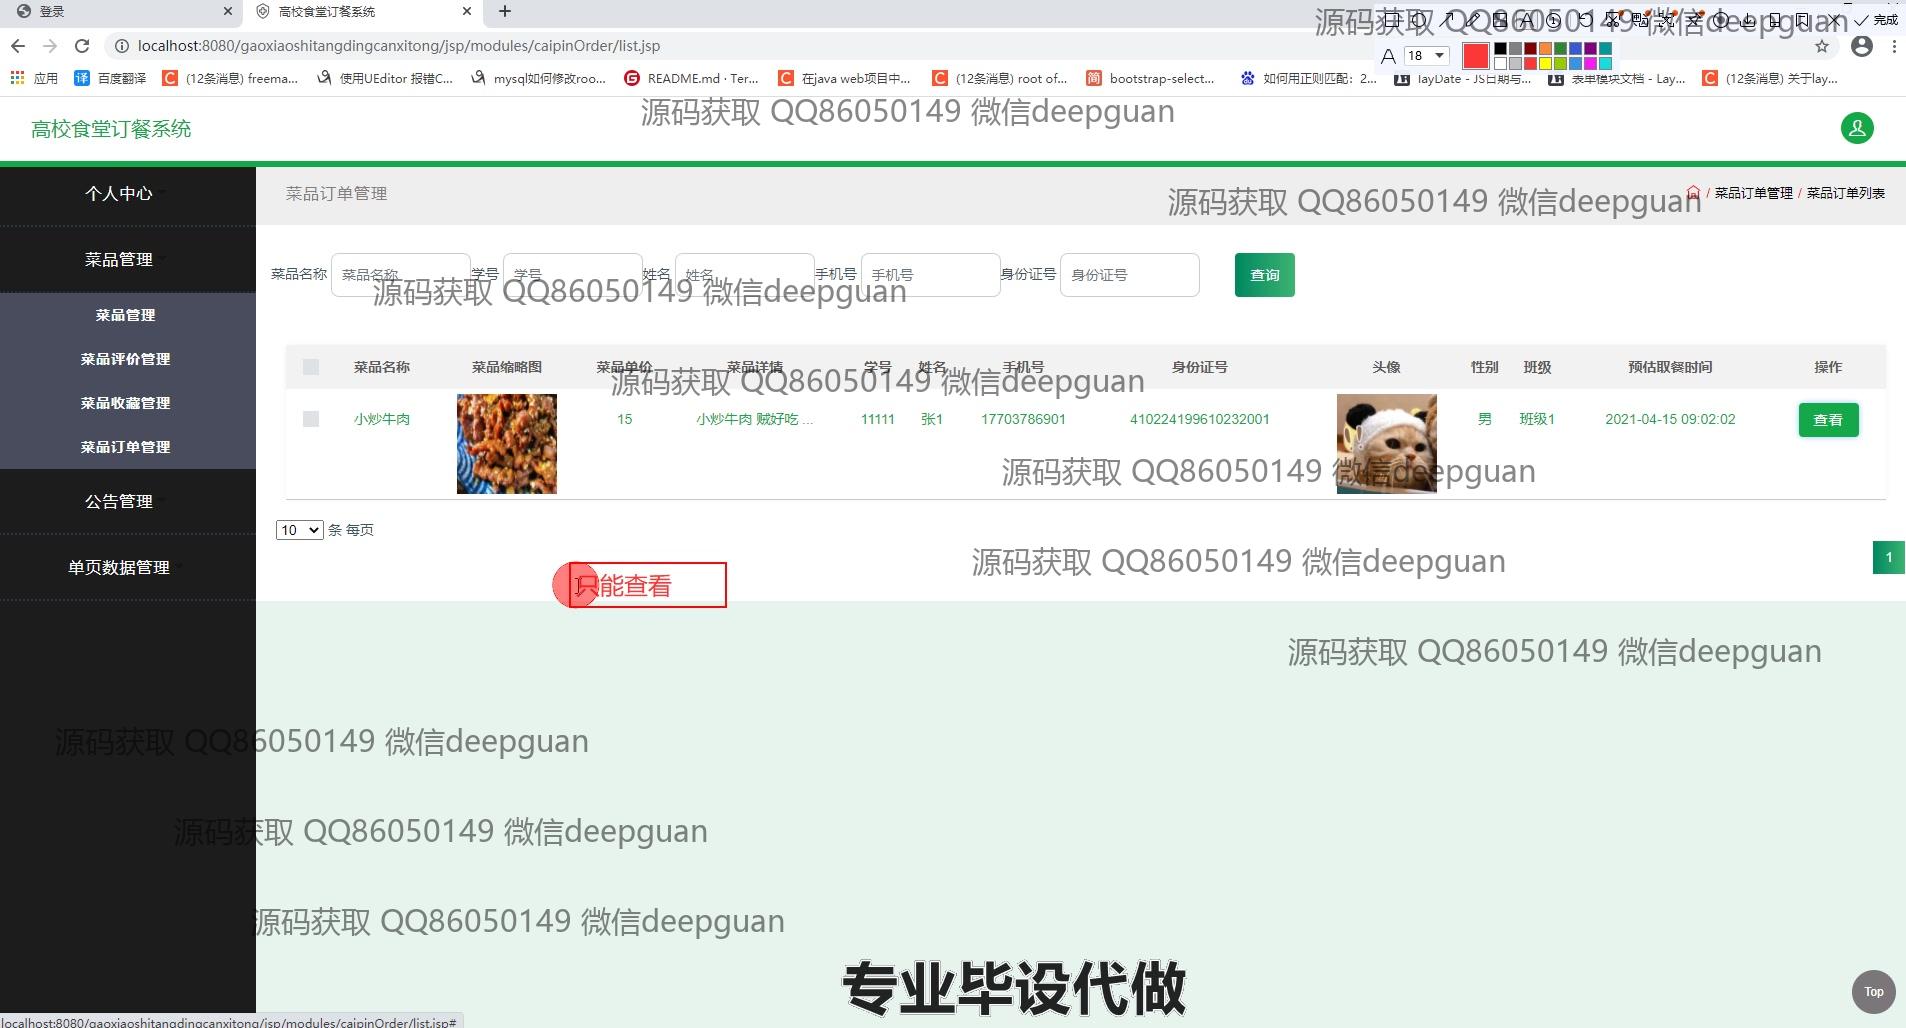 登录
高校食堂订餐系统
localhost:8080/gaoxiaoshitangdingcanxitong/jsp/modules/caipinOrder/list.jsp
完成
A 18
应用 百度翻译 (12条消息) freema... 使用UEditor 报错C... mysql如何修改roo... README.md · Ter... 在java web项目中... (12条消息) root of... bootstrap-select... 如何用正则匹配：2... layDate - JS日期与... 表单模块文档 - Lay... (12条消息) 关于lay...
源码获取 QQ86050149 微信deepguan
源码获取 QQ86050149 微信deepguan
高校食堂订餐系统
个人中心
菜品管理
菜品管理
菜品评价管理
菜品收藏管理
菜品订单管理
公告管理
单页数据管理
菜品订单管理
/ 菜品订单管理 / 菜品订单列表
源码获取 QQ86050149 微信deepguan
菜品名称 菜品名称 学号 学号 姓名 姓名 手机号 手机号 身份证号 身份证号 查询
源码获取 QQ86050149 微信deepguan
菜品名称 菜品缩略图 菜品单价 菜品详情 学号 姓名 手机号 身份证号 头像 性别 班级 预估取餐时间 操作
源码获取 QQ86050149 微信deepguan
小炒牛肉 15 小炒牛肉 贼好吃 ... 11111 张1 17703786901 410224199610232001 男 班级1 2021-04-15 09:02:02 查看
源码获取 QQ86050149 微信deepguan
10 条 每页
1
源码获取 QQ86050149 微信deepguan
只能查看
源码获取 QQ86050149 微信deepguan
源码获取 QQ86050149 微信deepguan
源码获取 QQ86050149 微信deepguan
源码获取 QQ86050149 微信deepguan
专业毕设代做
Top
localhost:8080/gaoxiaoshitangdingcanxitong/jsp/modules/caipinOrder/list.jsp#